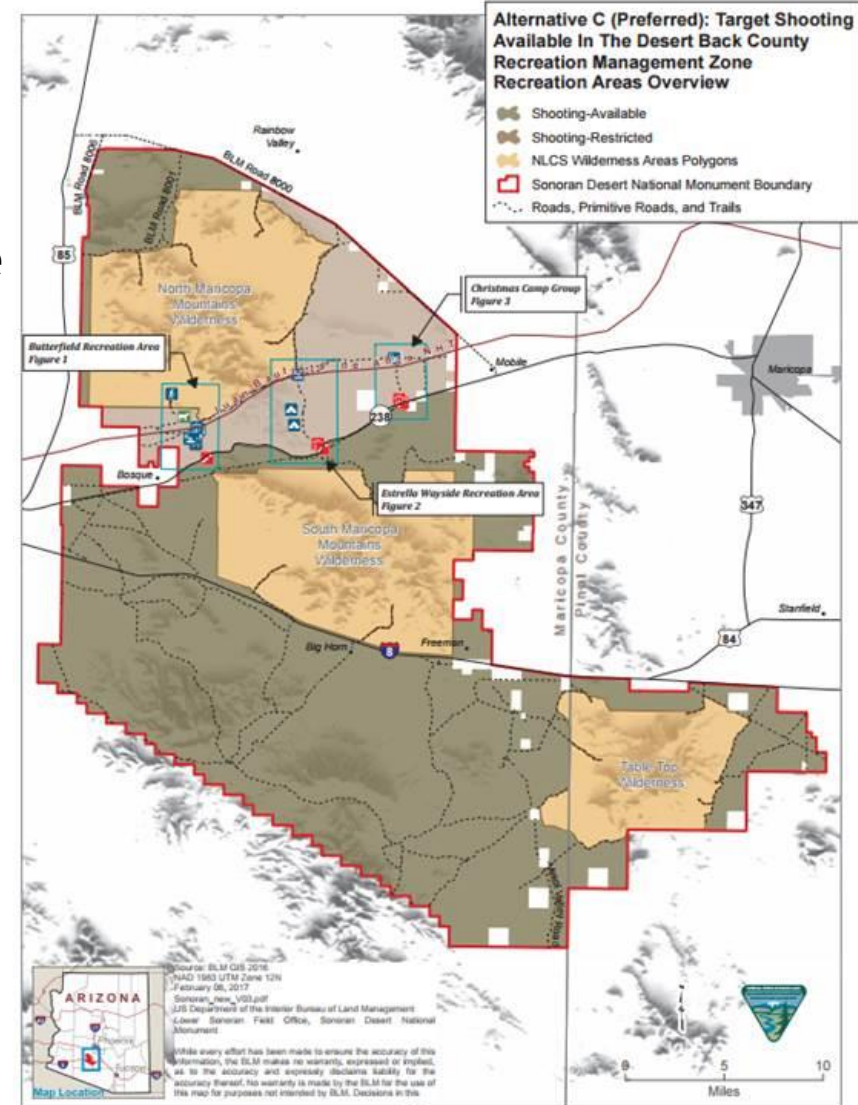 Alternative C (Preferred): Target Shooting
Available In The Desert Back County
Recreation Management Zone
Recreation Areas Overview
Shooting-Available
Shooting-Restricted
NLCS Wilderness Areas Polygons
Sonoran Desert National Monument Boundary
Roads, Primitive Roads, and Trails
e
Rainbow
Valley
BLM Road 8006
BLM Road 8001
BLM Road 8000
85
North Maricopa
Mountains
Wilderness
Christmas Camp Group
Figure 3
Butterfield Recreation Area
Figure 1
Mobile
Maricopa
238
Bosque
Estrella Wayside Recreation Area
Figure 2
South Maricopa
Mountains
Wilderness
Maricopa County
Pinal County
347
Stanfield
84
Big Horn
8
Freeman
Table Top
Wilderness
ARIZONA
Phoenix
Tucson
Map Location
Source: BLM GIS 2016
NAD 1983 UTM Zone 12N
February 06, 2017
Sonoran_new_V03.pdf
US Department of the Interior Bureau of Land Management
Lower Sonoran Field Office, Sonoran Desert National
Monument
While every effort has been made to ensure the accuracy of this
information, the BLM makes no warranty, expressed or implied,
as to the accuracy and expressly disclaims liability for the
accuracy thereof. No warranty is made by the BLM for the use of
this map for purposes not intended by BLM. Decisions in this
0 5 10
Miles